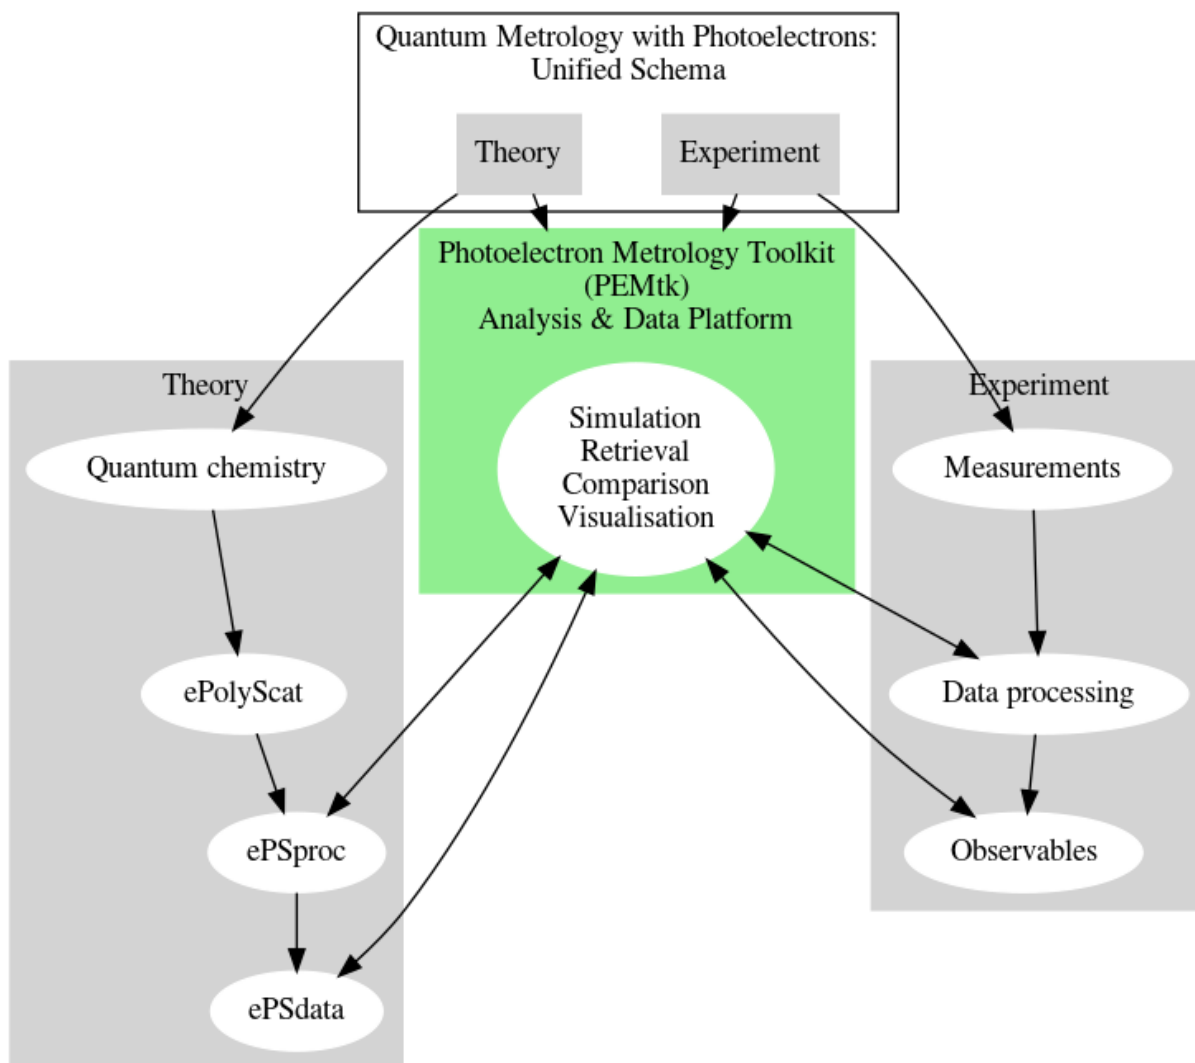 Quantum Metrology with Photoelectrons:
Unified Schema
Theory
Experiment
Photoelectron Metrology Toolkit
(PEMtk)
Analysis & Data Platform
Theory
Experiment
Simulation
Retrieval
Comparison
Visualisation
Quantum chemistry
Measurements
ePolyScat
Data processing
ePSproc
Observables
ePSdata